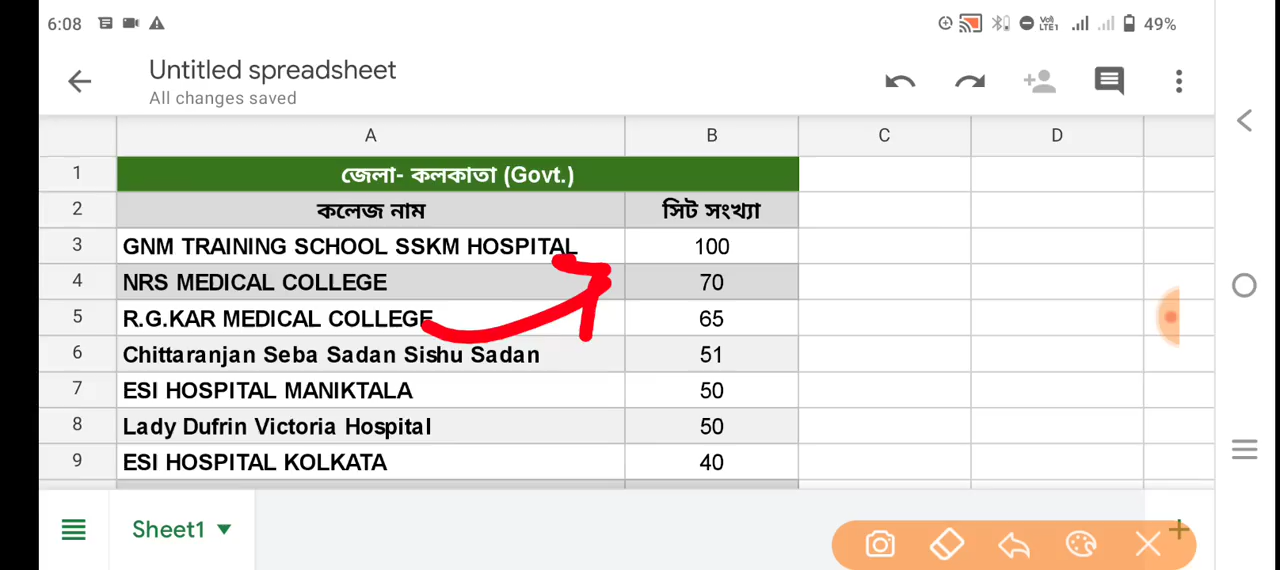 6:08 Vo) LTE1 49%
Untitled spreadsheet
All changes saved
A B C D
1 জেলা- কলকাতা (Govt.)
2 কলেজ নাম সিট সংখ্যা
3 GNM TRAINING SCHOOL SSKM HOSPITAL 100
4 NRS MEDICAL COLLEGE 70
5 R.G.KAR MEDICAL COLLEGE 65
6 Chittaranjan Seba Sadan Sishu Sadan 51
7 ESI HOSPITAL MANIKTALA 50
8 Lady Dufrin Victoria Hospital 50
9 ESI HOSPITAL KOLKATA 40
Sheet1